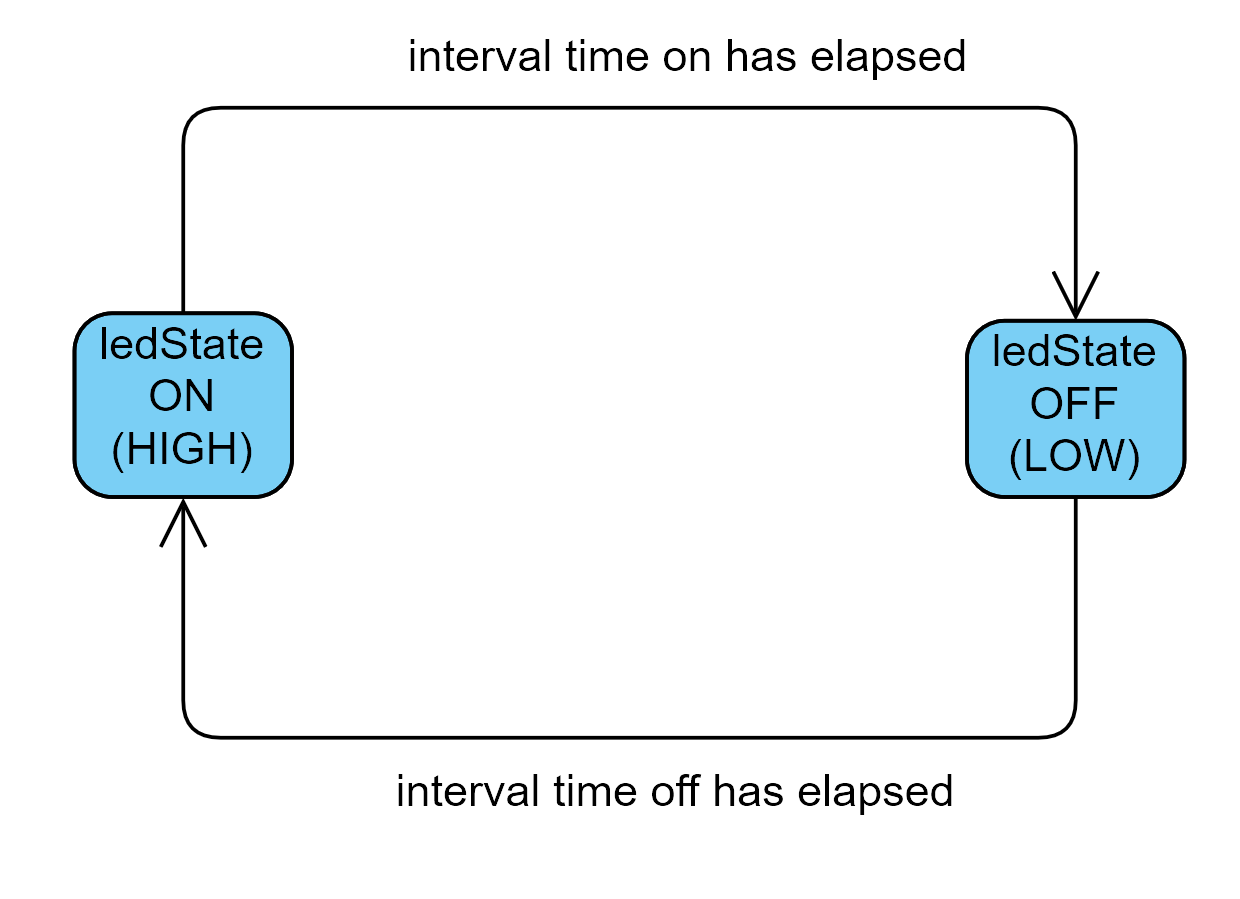 interval time on has elapsed
ledState
ON
(HIGH)
ledState
OFF
(LOW)
interval time off has elapsed